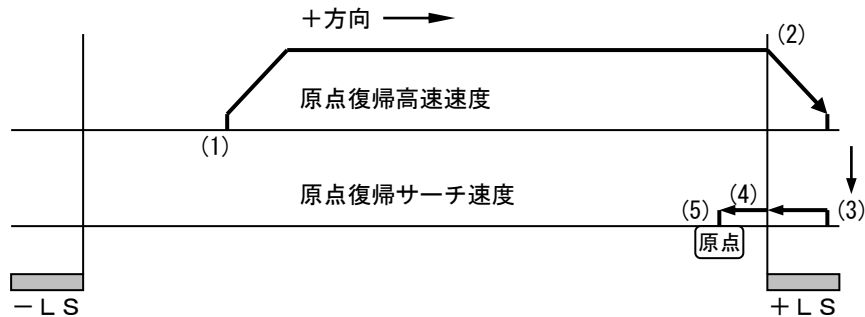 +方向
(2)
原点復帰高速速度
(1)
原点復帰サーチ速度
(5)
(4)
(3)
原点
－ＬＳ
＋ＬＳ